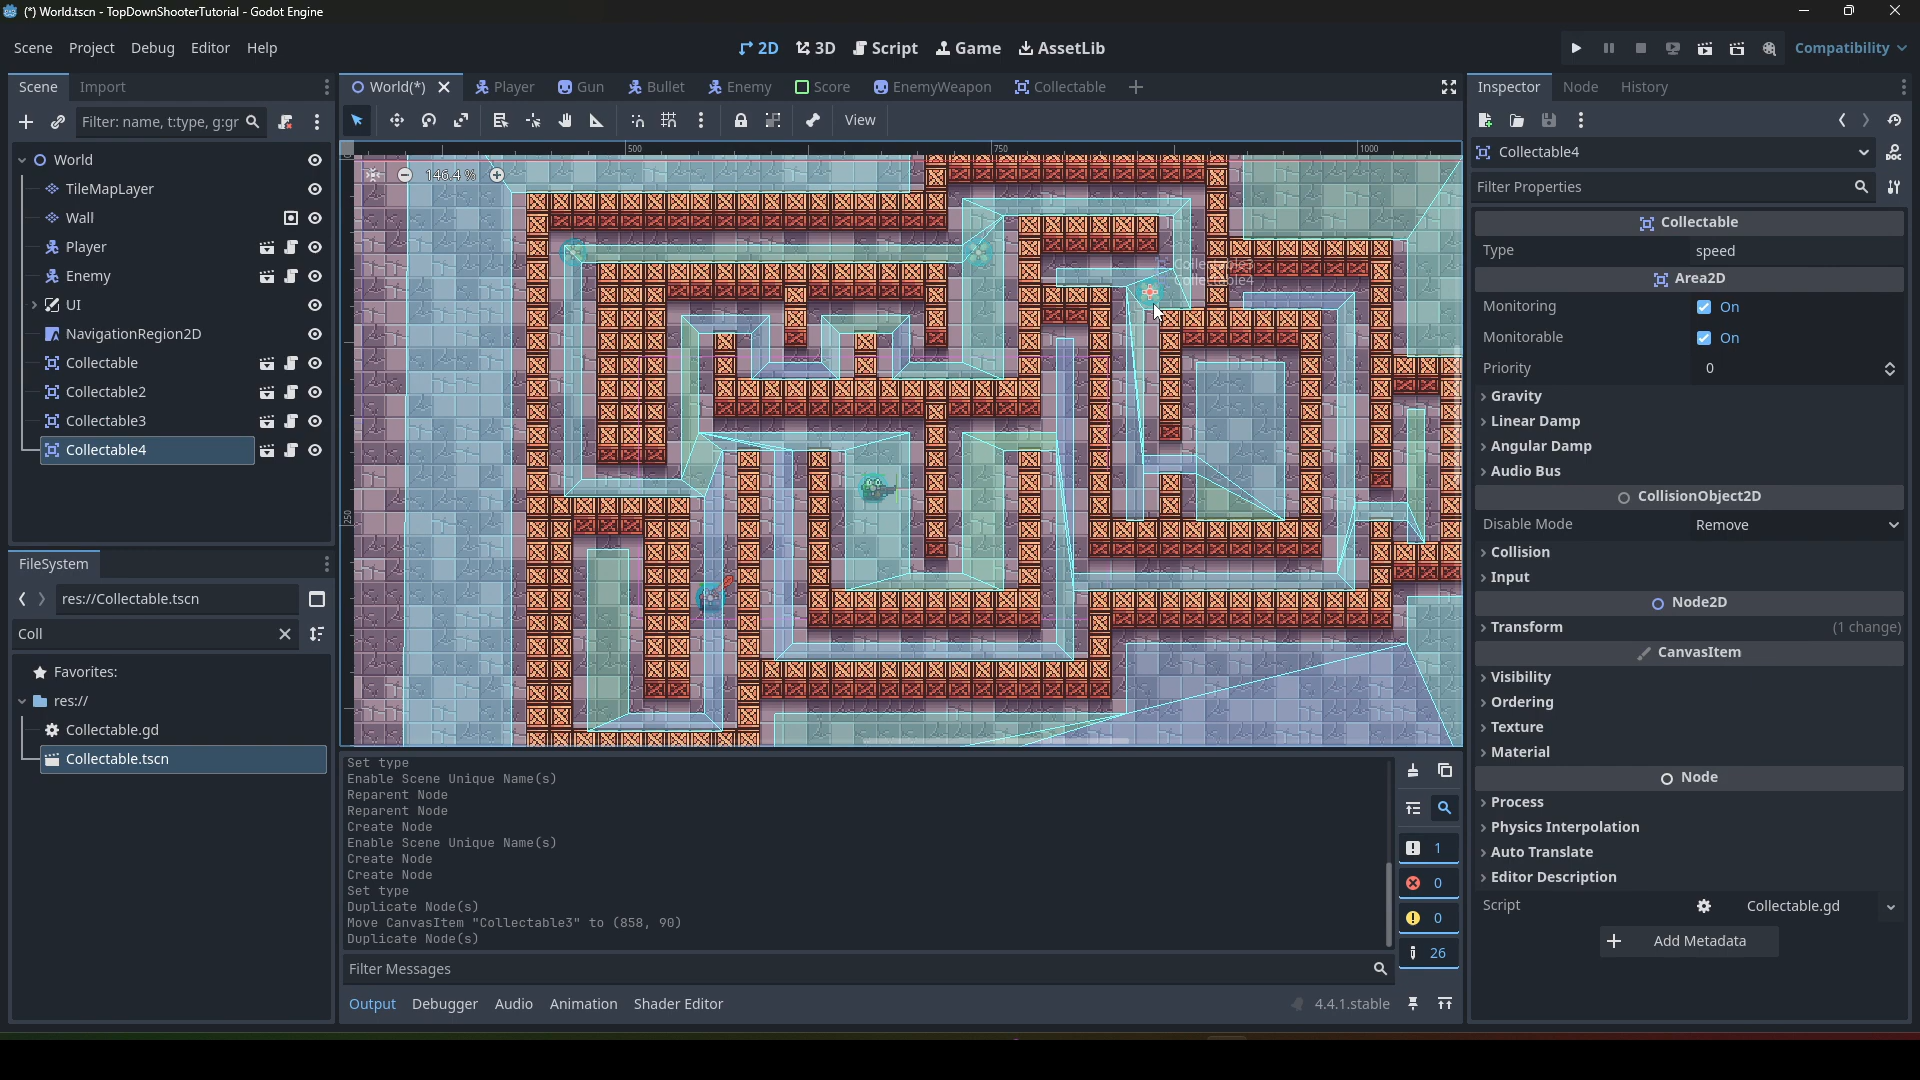 (*) World.tscn - TopDownShooterTutorial - Godot Engine
Scene Project Debug Editor Help
2D 3D Script Game AssetLib
Compatibility
Scene Import
World(*) Player Gun Bullet Enemy Score EnemyWeapon Collectable
Inspector Node History
Filter: name, t:type, g:gr
View
Collectable4
Filter Properties
World
TileMapLayer
Wall
Player
Enemy
UI
NavigationRegion2D
Collectable
Collectable2
Collectable3
Collectable4
500 750 1000
146.4 %
250
Collectable3
Collectable4
Collectable
Type speed
Area2D
Monitoring On
Monitorable On
Priority 0
Gravity
Linear Damp
Angular Damp
Audio Bus
CollisionObject2D
Disable Mode Remove
Collision
Input
Node2D
Transform (1 change)
CanvasItem
Visibility
Ordering
Texture
Material
Node
Process
Physics Interpolation
Auto Translate
Editor Description
Script Collectable.gd
Add Metadata
FileSystem
res://Collectable.tscn
Coll
Favorites:
res://
Collectable.gd
Collectable.tscn
Set type
Enable Scene Unique Name(s)
Reparent Node
Reparent Node
Create Node
Enable Scene Unique Name(s)
Create Node
Create Node
Set type
Duplicate Node(s)
Move CanvasItem "Collectable3" to (858, 90)
Duplicate Node(s)
1
0
0
26
Filter Messages
Output Debugger Audio Animation Shader Editor
4.4.1.stable